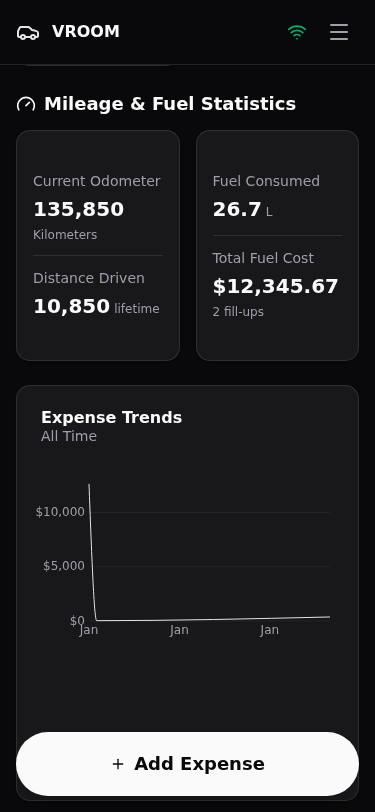 VROOM
Mileage & Fuel Statistics
Current Odometer
135,850
Kilometers
Distance Driven
10,850 lifetime
Fuel Consumed
26.7 L
Total Fuel Cost
$12,345.67
2 fill-ups
Expense Trends
All Time
$10,000
$5,000
$0
Jan Jan Jan
+ Add Expense